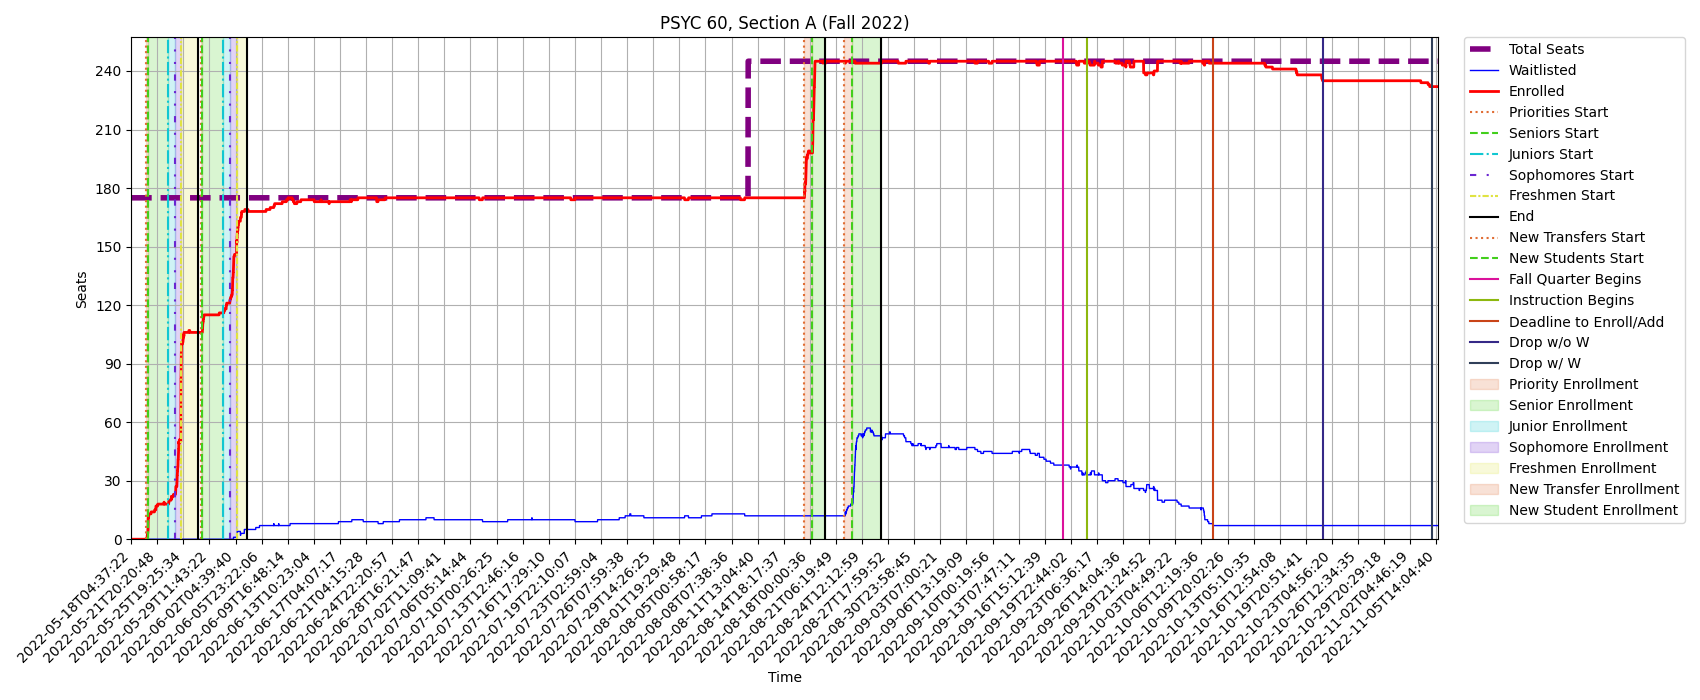 PSYC 60, Section A (Fall 2022)
Seats
240
210
180
150
120
90
60
30
0
2022-05-18T04:37:22
2022-05-21T20:20:48
2022-05-25T19:25:34
2022-05-29T11:43:22
2022-06-02T04:39:40
2022-06-05T23:22:06
2022-06-09T16:48:14
2022-06-13T10:23:04
2022-06-17T04:07:17
2022-06-21T04:15:28
2022-06-24T22:20:57
2022-06-28T16:21:47
2022-07-02T11:09:41
2022-07-06T05:14:44
2022-07-10T00:26:25
2022-07-13T12:46:16
2022-07-16T17:29:10
2022-07-19T22:10:07
2022-07-23T02:59:04
2022-07-26T07:59:38
2022-07-29T14:26:25
2022-08-01T19:29:48
2022-08-05T00:58:17
2022-08-08T07:38:36
2022-08-11T13:04:40
2022-08-14T18:17:37
2022-08-18T00:00:36
2022-08-21T06:19:49
2022-08-24T12:12:59
2022-08-27T17:59:52
2022-08-30T23:58:45
2022-09-03T07:00:21
2022-09-06T13:19:09
2022-09-10T00:19:56
2022-09-13T07:47:11
2022-09-16T15:12:39
2022-09-19T22:44:02
2022-09-23T06:36:17
2022-09-26T14:04:36
2022-09-29T21:24:52
2022-10-03T04:49:22
2022-10-06T12:19:36
2022-10-09T20:02:26
2022-10-13T05:10:35
2022-10-16T12:54:08
2022-10-19T20:51:41
2022-10-23T04:56:20
2022-10-26T12:34:35
2022-10-29T20:29:18
2022-11-02T04:46:19
2022-11-05T14:04:40
Time
Total Seats
Waitlisted
Enrolled
Priorities Start
Seniors Start
Juniors Start
Sophomores Start
Freshmen Start
End
New Transfers Start
New Students Start
Fall Quarter Begins
Instruction Begins
Deadline to Enroll/Add
Drop w/o W
Drop w/ W
Priority Enrollment
Senior Enrollment
Junior Enrollment
Sophomore Enrollment
Freshmen Enrollment
New Transfer Enrollment
New Student Enrollment